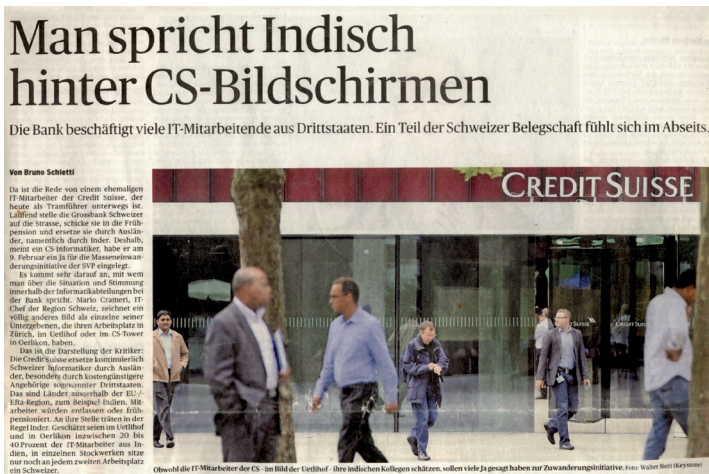 Man spricht Indisch
hinter CS-Bildschirmen
Die Bank beschäftigt viele IT-Mitarbeitende aus Drittstaaten. Ein Teil der Schweizer Belegschaft fühlt sich im Abseits.
Von Bruno Schletti
Da ist die Rede von einem ehemaligen
IT-Mitarbeiter der Credit Suisse, der
heute als Tramführer unterwegs ist.
Laufend stelle die Grossbank Schweizer
auf die Strasse, schicke sie in die Früh-
pension und ersetze sie durch Auslän-
der, namentlich durch Inder. Deshalb,
meint ein CS-Informatiker, habe er am
9. Februar ein Ja für die Masseneinwan-
derungsinitiative der SVP eingelegt.
Es kommt sehr darauf an, mit wem
man über die Situation und Stimmung
innerhalb der Informatikabteilungen bei
der Bank spricht. Mario Crameri, IT-
Chef der Region Schweiz, zeichnet ein
völlig anderes Bild als einzelne seiner
Untergebenen, die ihren Arbeitsplatz in
Zürich, im Uetlihof oder im CS-Tower
in Oerlikon, haben.
Das ist die Darstellung der Kritiker:
Die Credit Suisse ersetze kontinuierlich
Schweizer Informatiker durch Auslän-
der, besonders durch kostengünstigere
Angehörige sogenannter Drittstaaten.
Das sind Länder ausserhalb der EU-/
Efta-Region, zum Beispiel Indien. Mit-
arbeiter würden entlassen oder früh-
pensioniert. An ihre Stelle träten in der
Regel Inder. Geschätzt seien im Uetlihof
und in Oerlikon inzwischen 20 bis
40 Prozent der IT-Mitarbeiter aus In-
dien, in einzelnen Stockwerken sitze
nur noch an jedem zweiten Arbeitsplatz
ein Schweizer.
CREDIT SUISSE
Obwohl die IT-Mitarbeiter der CS - im Bild der Uetlihof - ihre indischen Kollegen schätzen, sollen viele Ja gesagt haben zur Zuwanderungsinitiative. Foto: Walter Bieri (Keystone)